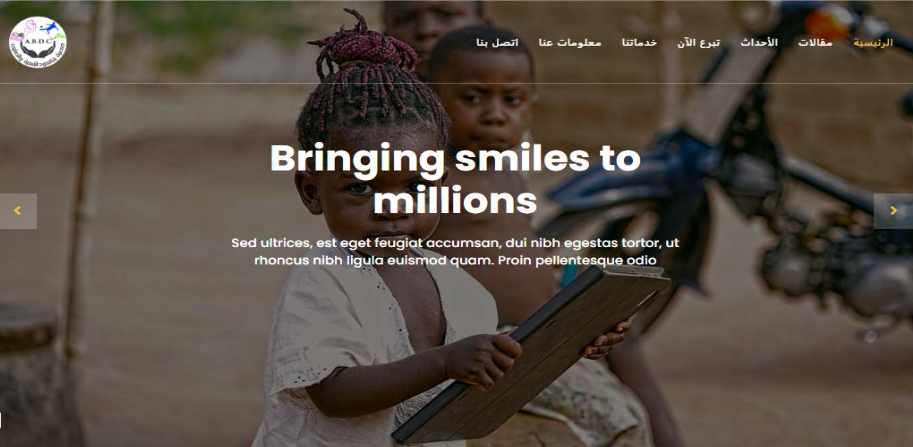 A.B.D.C
الرئيسية
مقالات
الأحداث
تبرع الآن
خدماتنا
معلومات عنا
اتصل بنا
Bringing smiles to
millions
Sed ultrices, est eget feugiat accumsan, dui nibh egestas tortor, ut
rhoncus nibh ligula euismod quam. Proin pellentesque odio